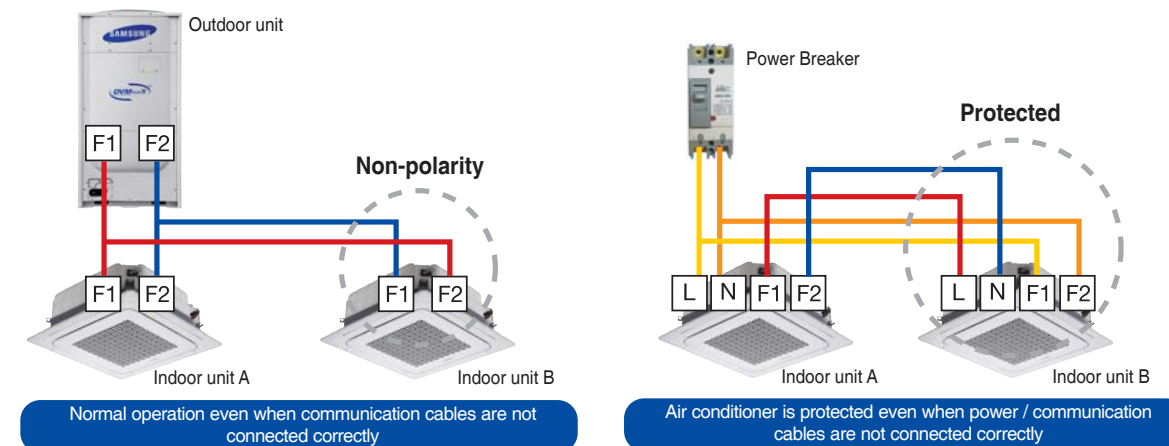 Outdoor unit
SAMSUNG
DVM
F1 F2
Non-polarity
F1 F2
F1 F2
Indoor unit A
Indoor unit B
Normal operation even when communication cables are not
connected correctly
Power Breaker
Protected
L N F1 F2
L N F1 F2
Indoor unit A
Indoor unit B
Air conditioner is protected even when power / communication
cables are not connected correctly